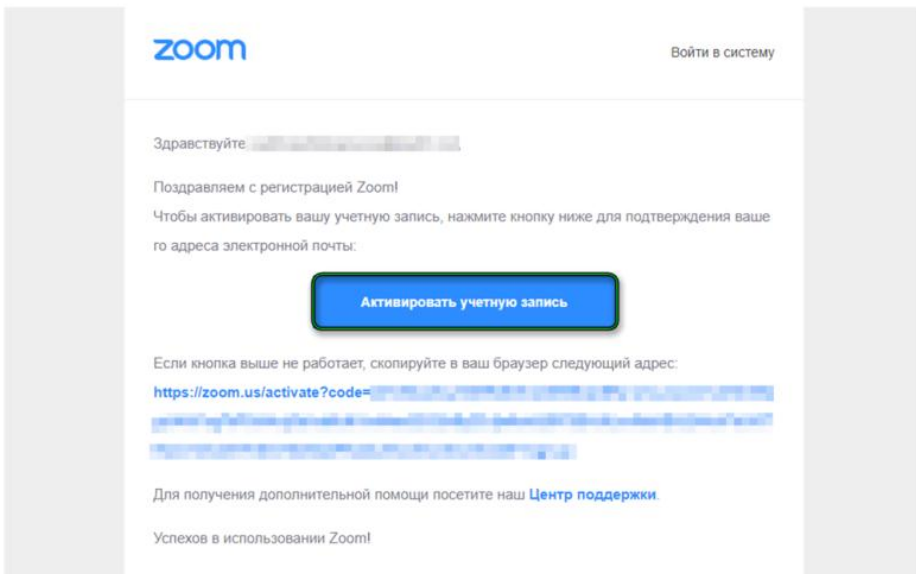 zoom
Войти в систему
Здравствуйте
Поздравляем с регистрацией Zoom!
Чтобы активировать вашу учетную запись, нажмите кнопку ниже для подтверждения ваше
го адреса электронной почты:
Активировать учетную запись
Если кнопка выше не работает, скопируйте в ваш браузер следующий адрес:
https://zoom.us/activate?code=
Для получения дополнительной помощи посетите наш Центр поддержки.
Успехов в использовании Zoom!